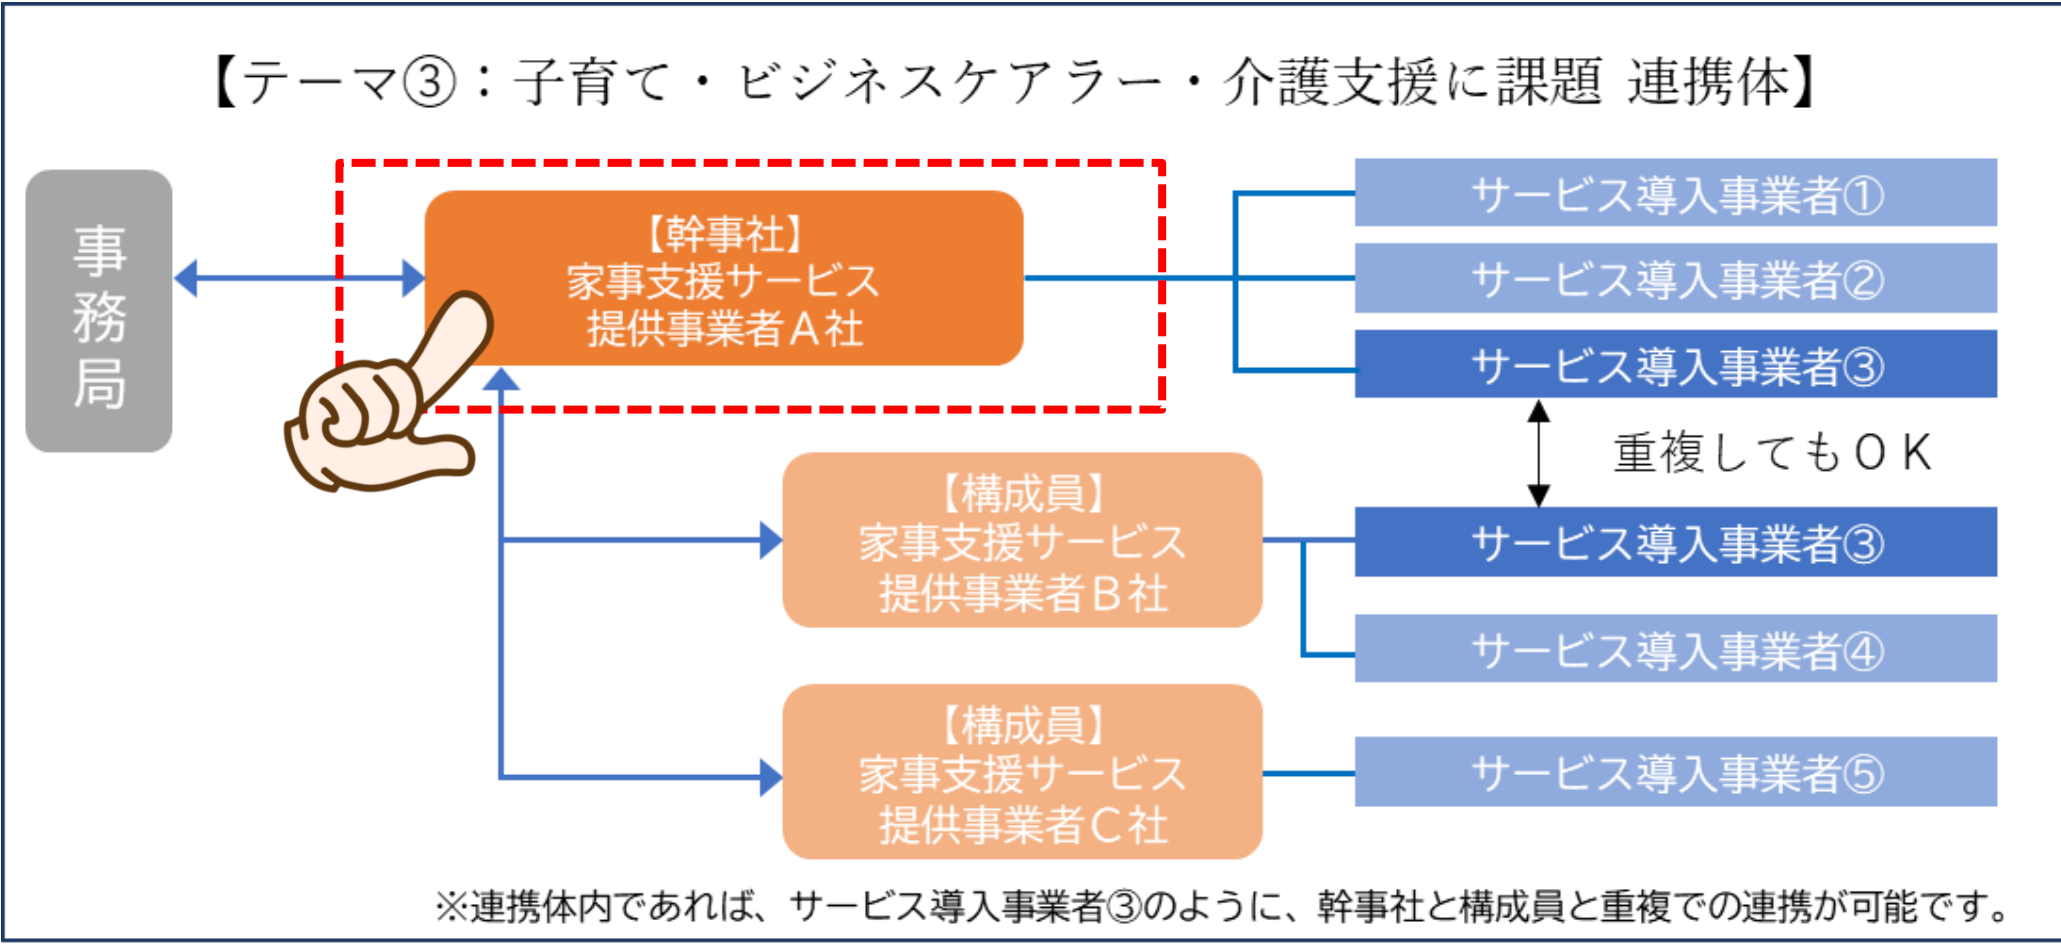 【テーマ③：子育て・ビジネスケアラー・介護支援に課題 連携体】
事務局
【幹事社】
家事支援サービス
提供事業者Ａ社
サービス導入事業者①
サービス導入事業者②
サービス導入事業者③
重複してもＯＫ
【構成員】
家事支援サービス
提供事業者Ｂ社
サービス導入事業者③
サービス導入事業者④
【構成員】
家事支援サービス
提供事業者Ｃ社
サービス導入事業者⑤
※連携体内であれば、サービス導入事業者③のように、幹事社と構成員と重複での連携が可能です。